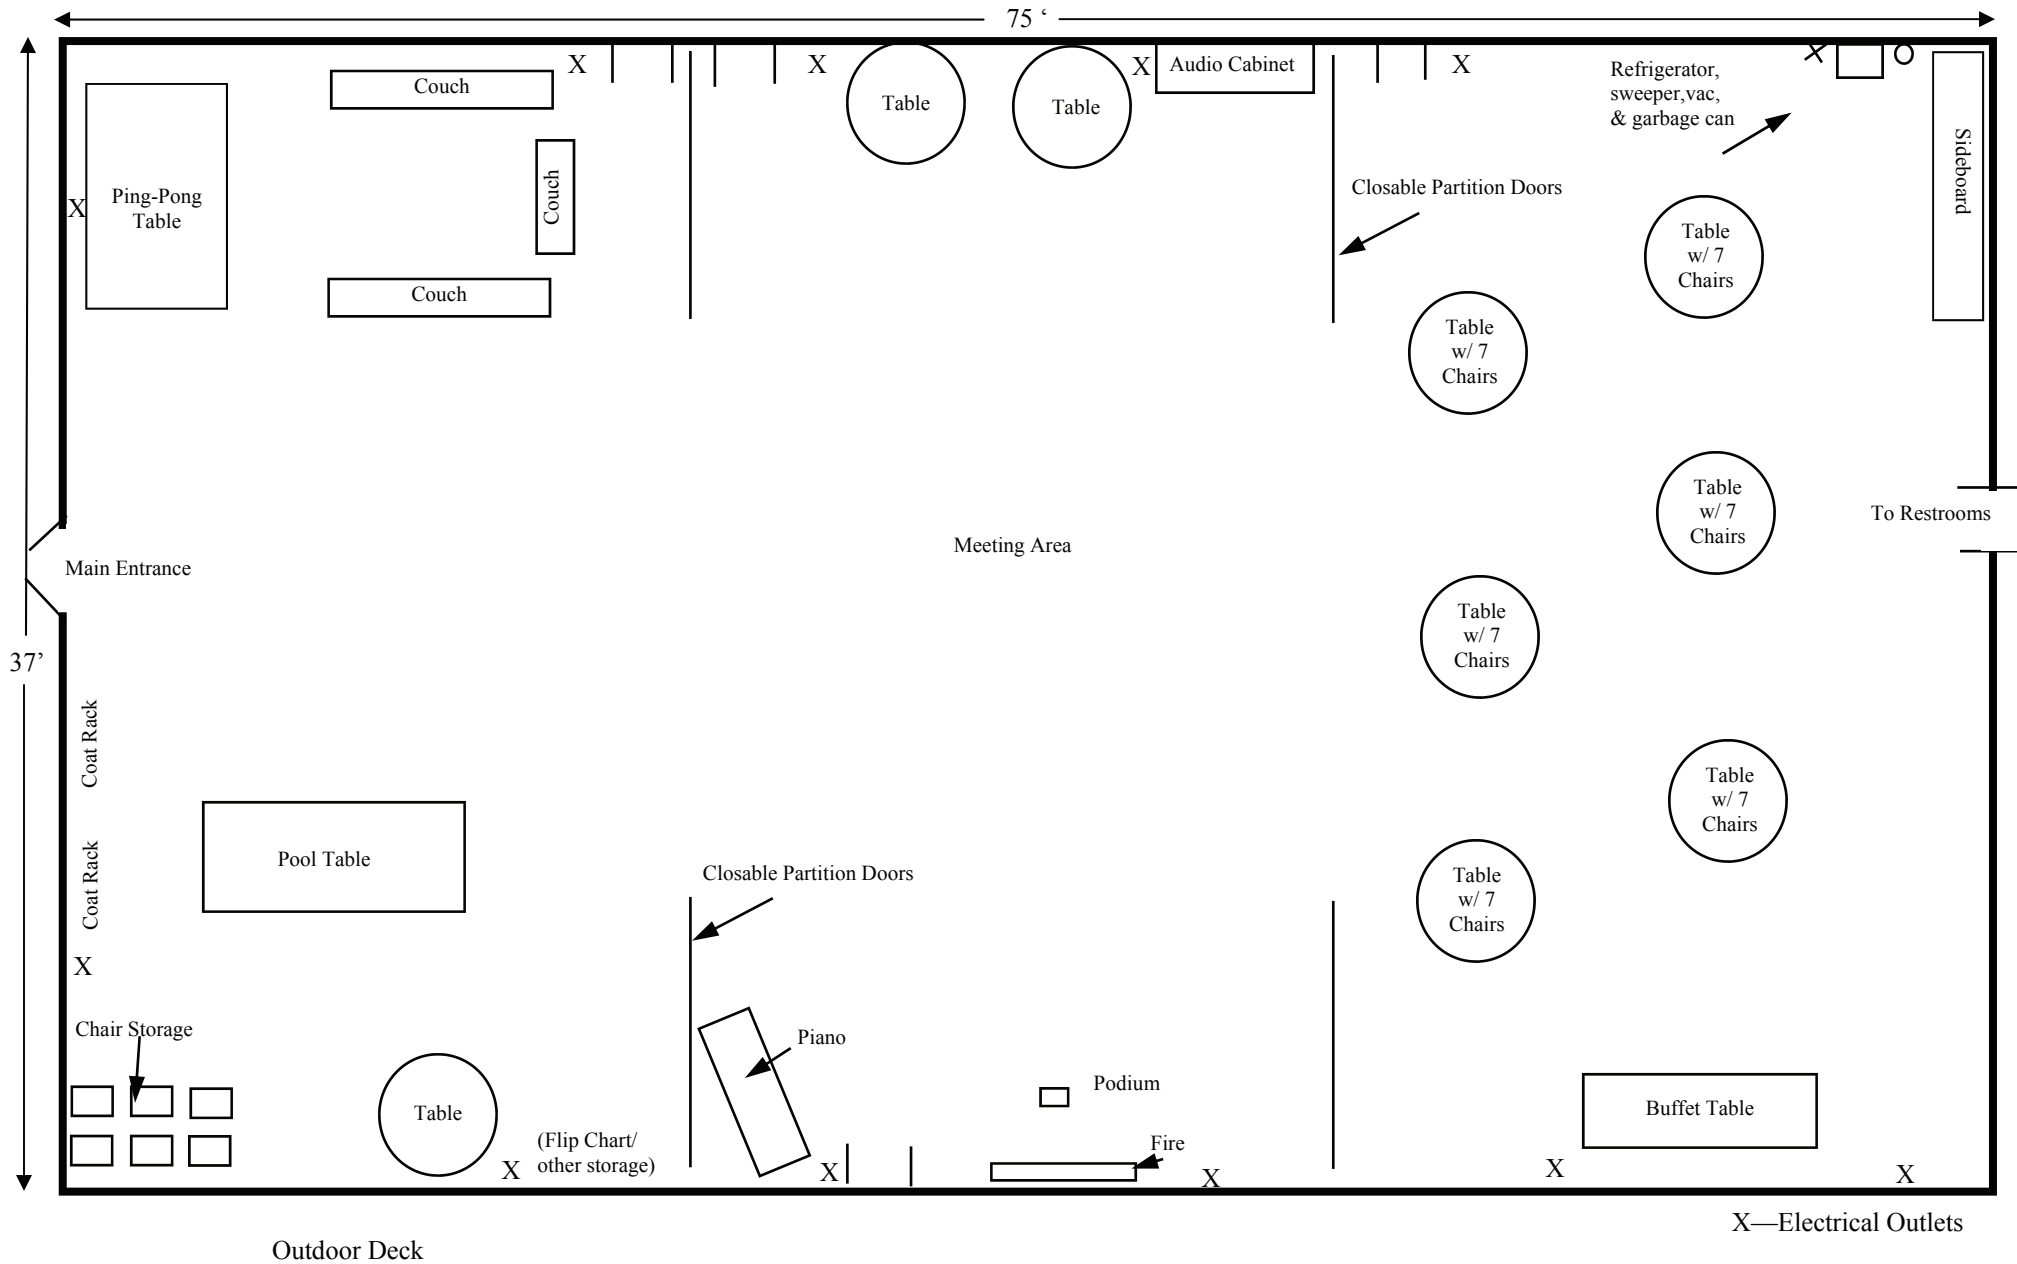 75 ‘
X
X
X
Audio Cabinet
X
X
Couch
Table
Table
Refrigerator,
sweeper,vac,
& garbage can
Sideboard
Ping-Pong
Table
X
Couch
Closable Partition Doors
Table
w/ 7
Chairs
Couch
Table
w/ 7
Chairs
Table
w/ 7
Chairs
To Restrooms
Meeting Area
Main Entrance
Table
w/ 7
Chairs
37’
Coat Rack
Table
w/ 7
Chairs
Pool Table
Coat Rack
Closable Partition Doors
Table
w/ 7
Chairs
X
Chair Storage
Piano
Podium
Table
Buffet Table
(Flip Chart/
other storage)
Fire
X
X
X
X
X
X—Electrical Outlets
Outdoor Deck